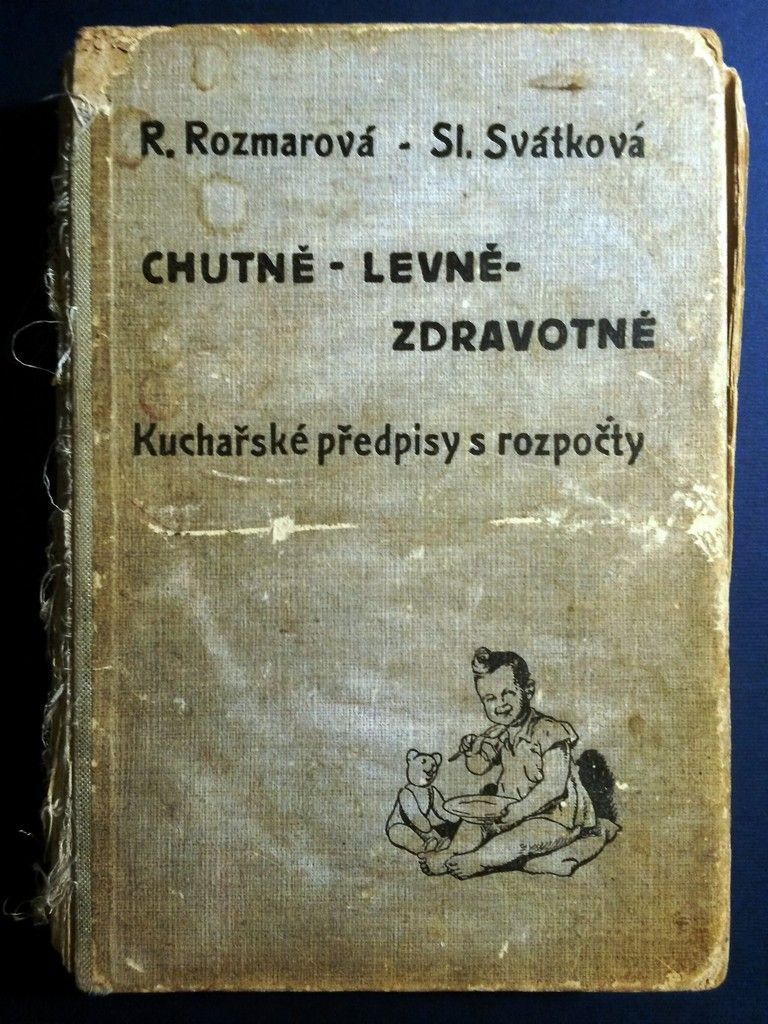 R. Rozmarová - Sl. Svátková
CHUTNĚ - LEVNĚ-
ZDRAVOTNĚ
Kuchařské předpisy s rozpočty